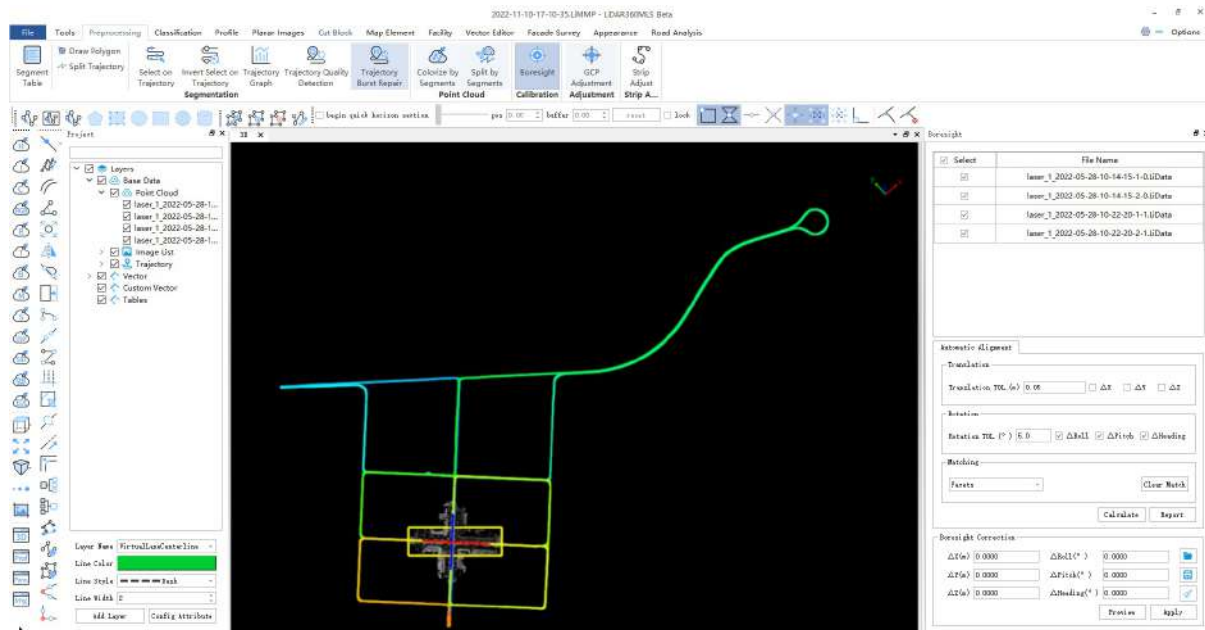 2022-11-10-17-10-35.LiMMP - LiDAR360MLS Beta
File Tools Preprocessing Classification Profile Planar Images Cut Block Map Element Facility Vector Editor Facade Survey Appearance Road Analysis Options
Segment Table
Draw Polygon
Split Trajectory
Select on Trajectory
Invert Select on Trajectory
Trajectory Graph
Trajectory Quality Detection
Trajectory Burst Repair
Colorize by Segments
Split by Segments
Boresight
GCP Adjustment
Strip Adjust
Segmentation Point Cloud Calibration Adjustment Strip A...
begin quick horizon section pos 0.00 buffer 0.00 reset lock
Project
3D
Boresight
Layers
Base Data
Point Cloud
laser_1_2022-05-28-1...
laser_1_2022-05-28-1...
laser_1_2022-05-28-1...
laser_1_2022-05-28-1...
Image List
Trajectory
Vector
Custom Vector
Tables
Layer Name VirtualLaneCenterline
Line Color
Line Style Dash
Line Width 2
Add Layer Config Attribute
Select File Name
laser_1_2022-05-28-10-14-15-1-0.LiData
laser_1_2022-05-28-10-14-15-2-0.LiData
laser_1_2022-05-28-10-22-20-1-1.LiData
laser_1_2022-05-28-10-22-20-2-1.LiData
Automatic Alignment
Translation
Translation TOL.(m) 0.05 ΔX ΔY ΔZ
Rotation
Rotation TOL.(°) 5.0 ΔRoll ΔPitch ΔHeading
Matching
Clear Match
Calculate Report
Boresight Correction
ΔX(m) 0.0000 ΔRoll(°) 0.0000
ΔY(m) 0.0000 ΔPitch(°) 0.0000
ΔZ(m) 0.0000 ΔHeading(°) 0.0000
Preview Apply